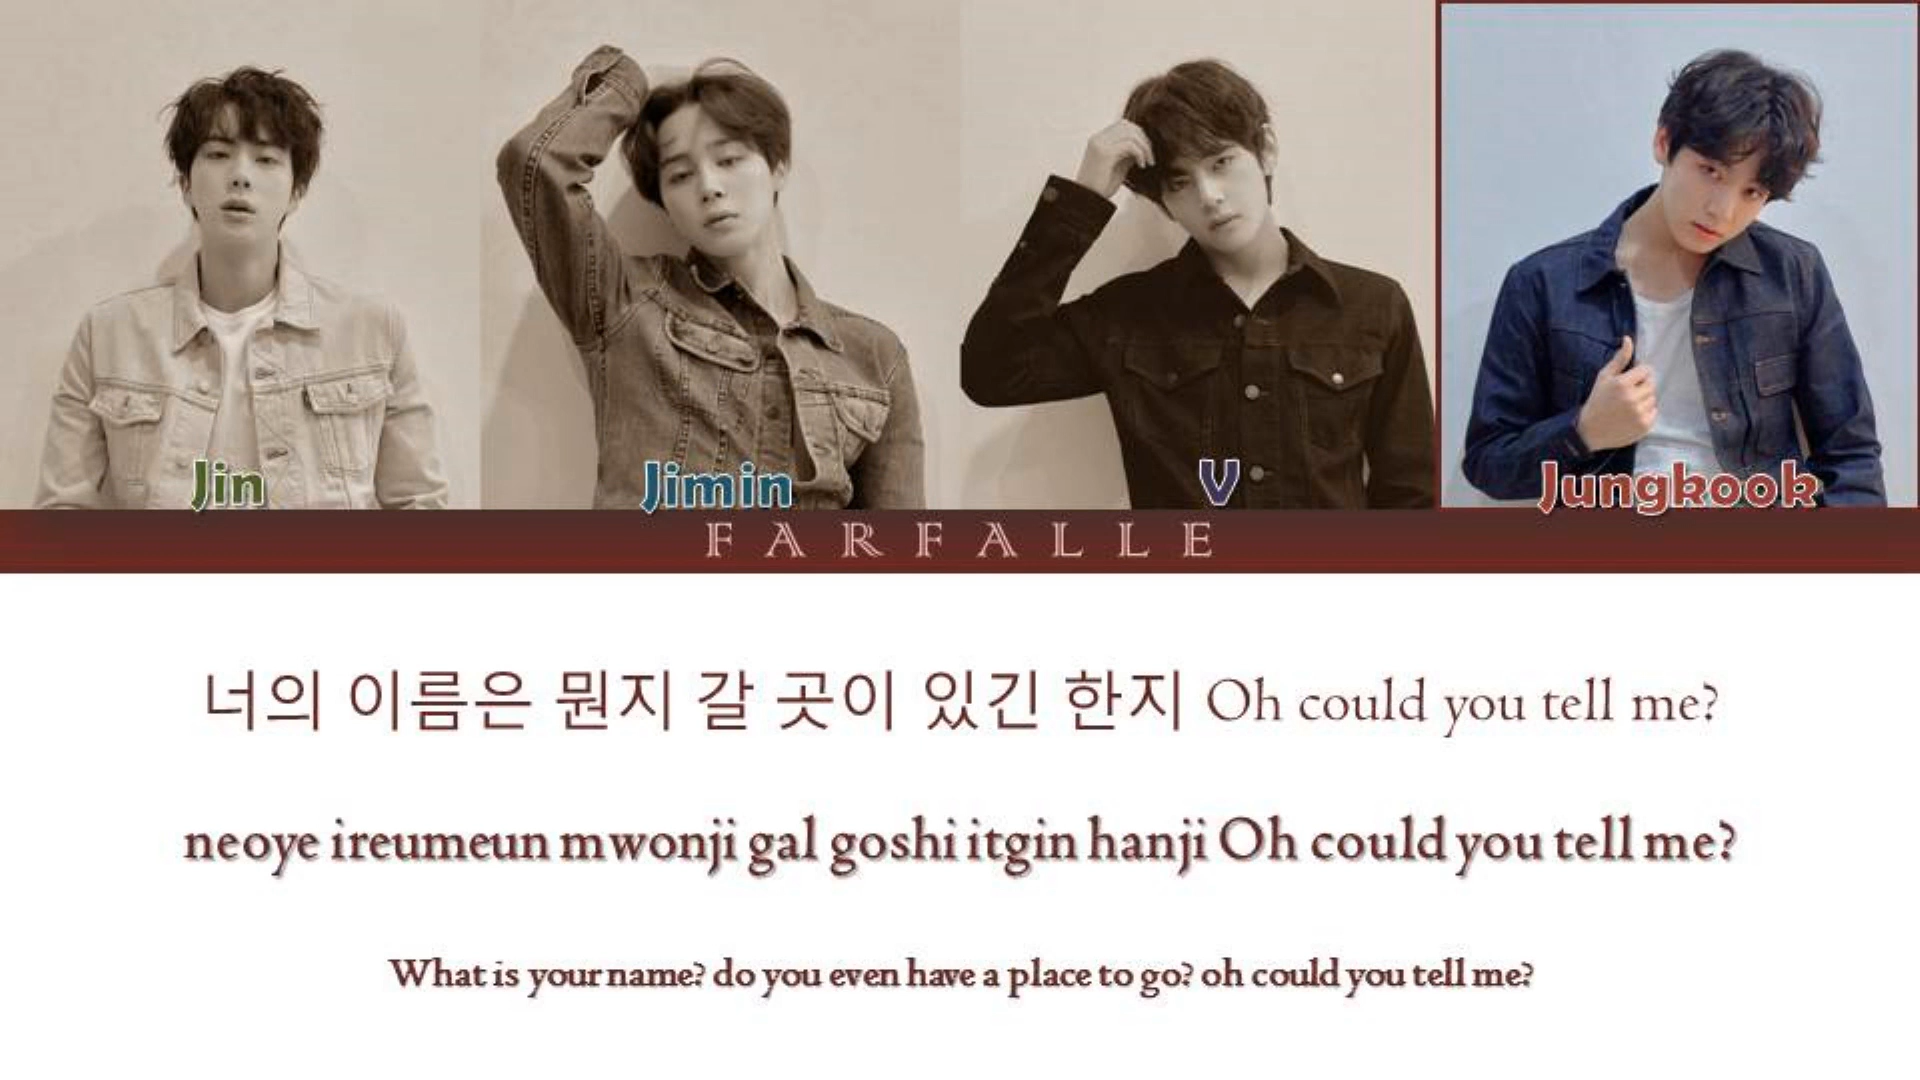 Jin
Jimin
V
Jungkook
FARFALLE
너의 이름은 뭔지 갈 곳이 있긴 한지 Oh could you tell me?
neoye ireumeun mwonji gal goshi itgin hanji Oh could you tell me?
What is your name? do you even have a place to go? oh could you tell me?